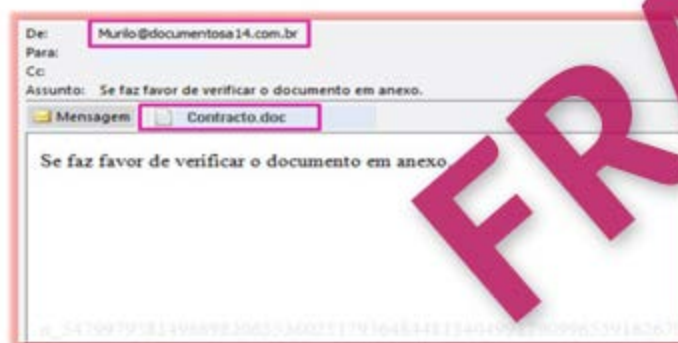 De: Murilo@documentosa14.com.br
Para:
Cc:
Assunto: Se faz favor de verificar o documento em anexo.
Mensagem Contracto.doc
Se faz favor de verificar o documento em anexo.
FRA